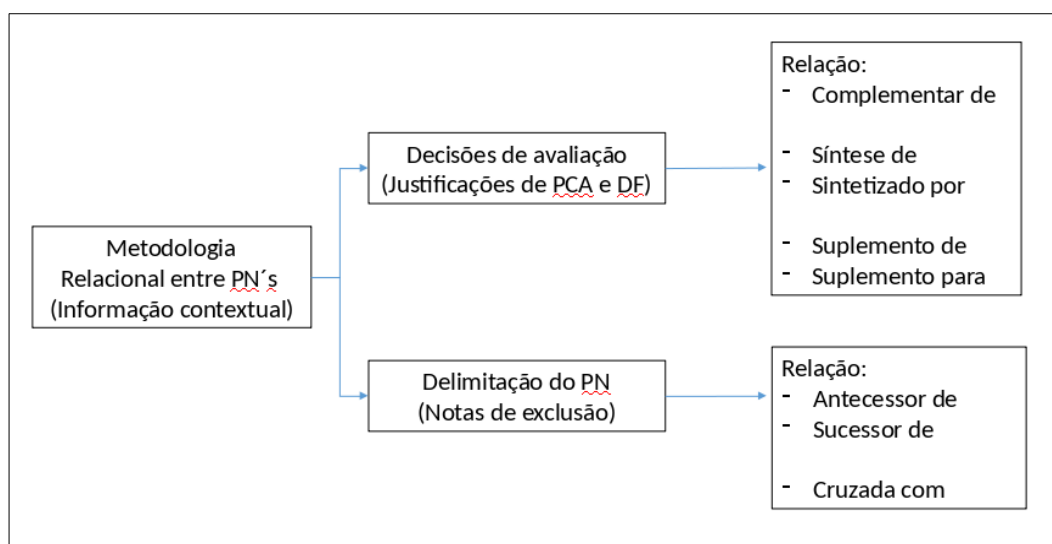 Metodologia
Relacional entre PN´s
(Informação contextual)
Decisões de avaliação
(Justificações de PCA e DF)
Relação:
- Complementar de
- Síntese de
- Sintetizado por
- Suplemento de
- Suplemento para
Delimitação do PN
(Notas de exclusão)
Relação:
- Antecessor de
- Sucessor de
- Cruzada com